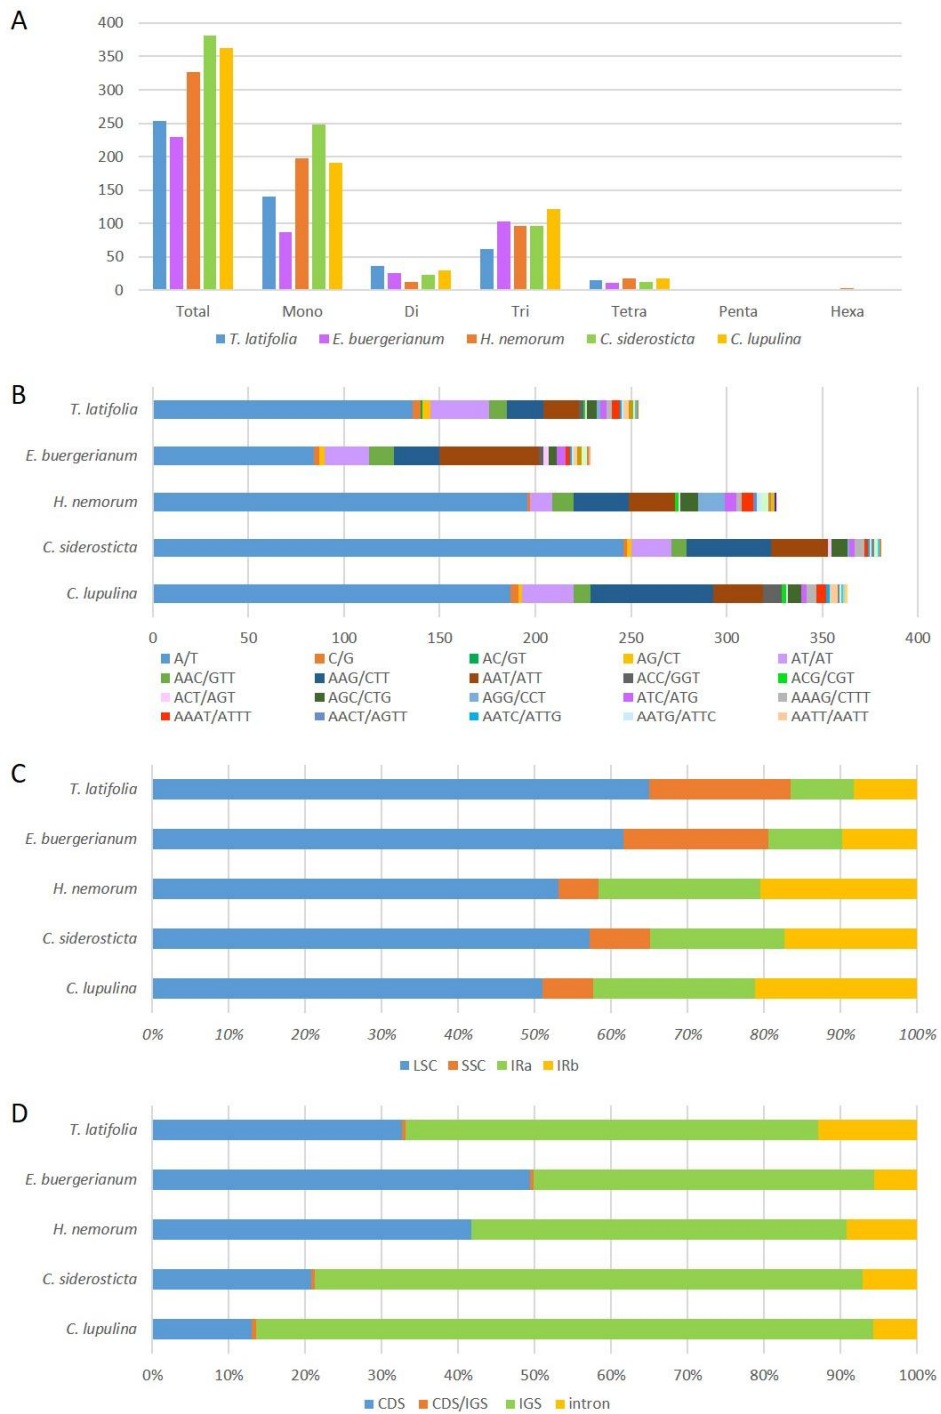 A
400
350
300
250
200
150
100
50
0
Total Mono Di Tri Tetra Penta Hexa
T. latifolia E. buergerianum H. nemorum C. siderosticta C. lupulina
B
T. latifolia
E. buergerianum
H. nemorum
C. siderosticta
C. lupulina
0 50 100 150 200 250 300 350 400
A/T C/G AC/GT AG/CT AT/AT
AAC/GTT AAG/CTT AAT/ATT ACC/GGT ACG/CGT
ACT/AGT AGC/CTG AGG/CCT ATC/ATG AAAG/CTTT
AAAT/ATTT AACT/AGTT AATC/ATTG AATG/ATTC AATT/AATT
C
T. latifolia
E. buergerianum
H. nemorum
C. siderosticta
C. lupulina
0% 10% 20% 30% 40% 50% 60% 70% 80% 90% 100%
LSC SSC IRa IRb
D
T. latifolia
E. buergerianum
H. nemorum
C. siderosticta
C. lupulina
0% 10% 20% 30% 40% 50% 60% 70% 80% 90% 100%
CDS CDS/IGS IGS intron